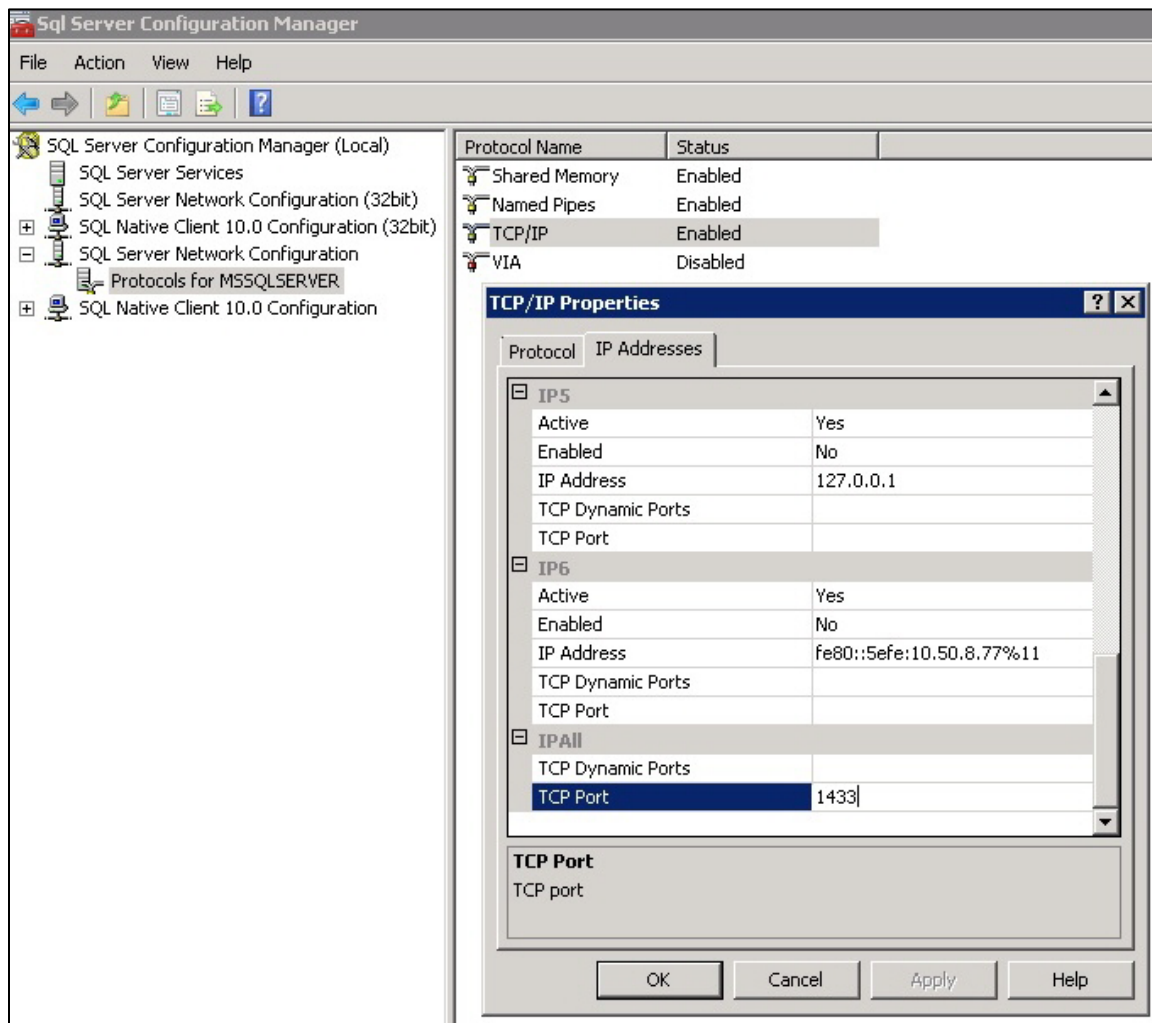 Sql Server Configuration Manager
File Action View Help
SQL Server Configuration Manager (Local)
SQL Server Services
SQL Server Network Configuration (32bit)
SQL Native Client 10.0 Configuration (32bit)
SQL Server Network Configuration
Protocols for MSSQLSERVER
SQL Native Client 10.0 Configuration
Protocol Name Status
Shared Memory Enabled
Named Pipes Enabled
TCP/IP Enabled
VIA Disabled
TCP/IP Properties
Protocol IP Addresses
IP5
Active Yes
Enabled No
IP Address 127.0.0.1
TCP Dynamic Ports
TCP Port
IP6
Active Yes
Enabled No
IP Address fe80::5efe:10.50.8.77%11
TCP Dynamic Ports
TCP Port
IPAll
TCP Dynamic Ports
TCP Port 1433
TCP Port
TCP port
OK Cancel Apply Help